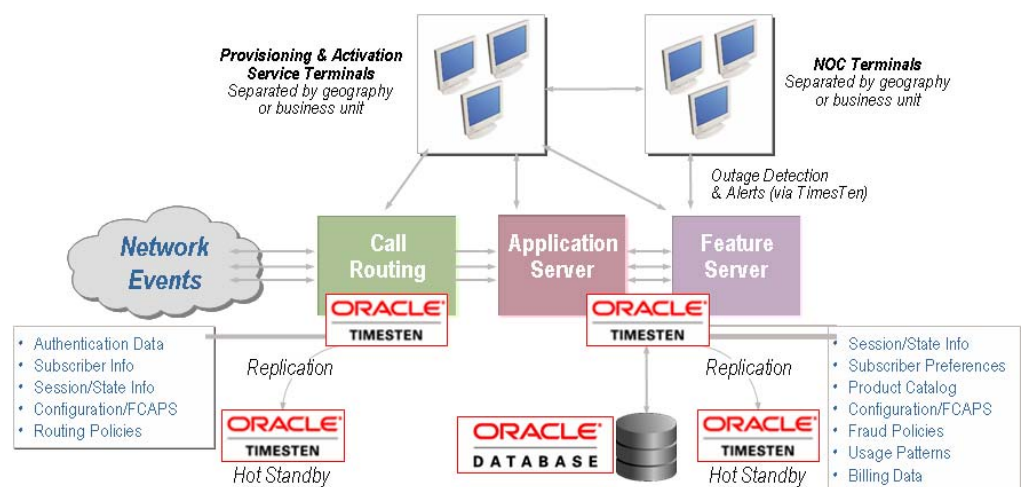 Provisioning & Activation
Service Terminals
Separated by geography
or business unit
NOC Terminals
Separated by geography
or business unit
Outage Detection
& Alerts (via TimesTen)
Network
Events
Call
Routing
Application
Server
Feature
Server
ORACLE®
TIMESTEN
ORACLE®
TIMESTEN
• Authentication Data
• Subscriber Info
• Session/State Info
• Configuration/FCAPS
• Routing Policies
Replication
ORACLE®
TIMESTEN
Hot Standby
ORACLE®
DATABASE
Replication
ORACLE®
TIMESTEN
Hot Standby
• Session/State Info
• Subscriber Preferences
• Product Catalog
• Configuration/FCAPS
• Fraud Policies
• Usage Patterns
• Billing Data